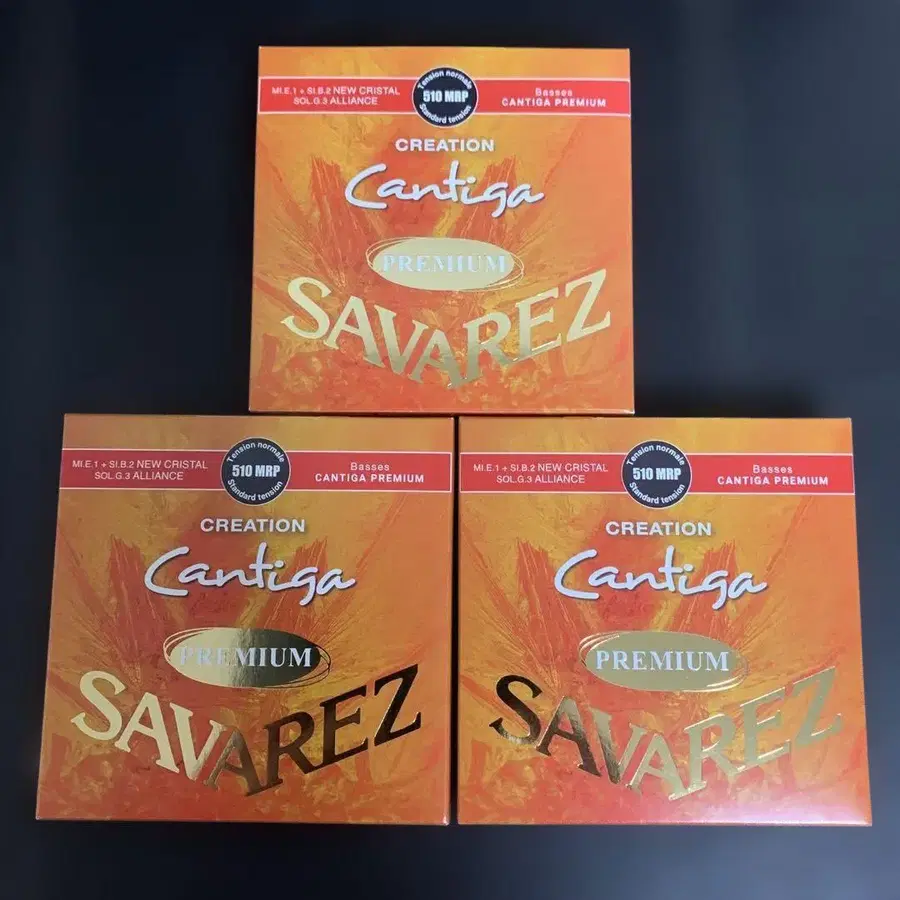 MI.E.1 + SI.B.2 NEW CRISTAL
SOL.G.3 ALLIANCE
Tension normale
510 MRP
Standard tension
Basses
CANTIGA PREMIUM
CREATION
Cantiga
PREMIUM
SAVAREZ
MI.E.1 + SI.B.2 NEW CRISTAL
SOL.G.3 ALLIANCE
Tension normale
510 MRP
Standard tension
Basses
CANTIGA PREMIUM
CREATION
Cantiga
PREMIUM
SAVAREZ
MI.E.1 + SI.B.2 NEW CRISTAL
SOL.G.3 ALLIANCE
Tension normale
510 MRP
Standard tension
Basses
CANTIGA PREMIUM
CREATION
Cantiga
PREMIUM
SAVAREZ